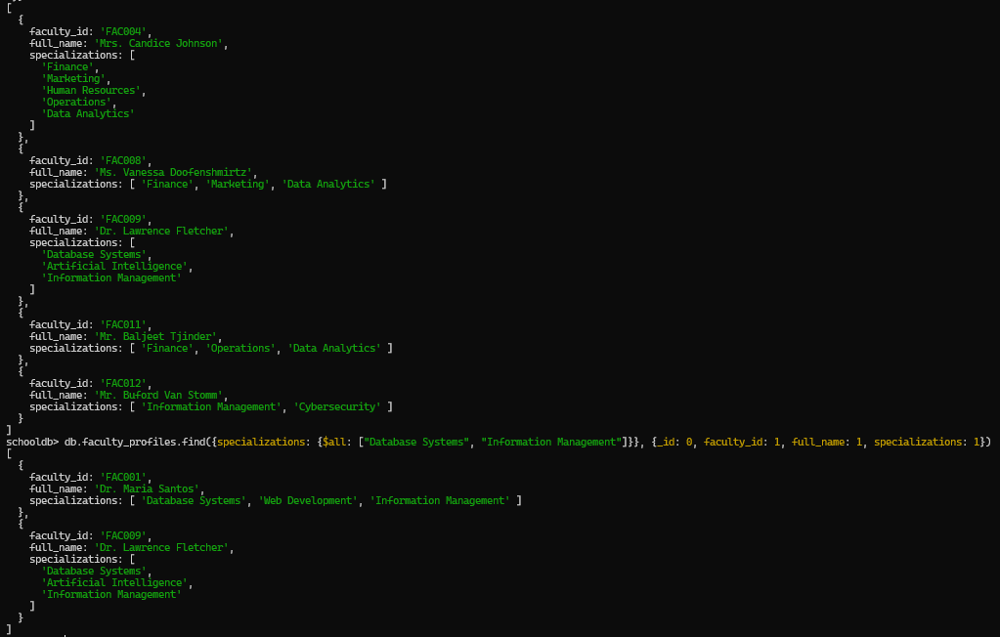 [
  {
    faculty_id: 'FAC004',
    full_name: 'Mrs. Candice Johnson',
    specializations: [
      'Finance',
      'Marketing',
      'Human Resources',
      'Operations',
      'Data Analytics'
    ]
  },
  {
    faculty_id: 'FAC008',
    full_name: 'Ms. Vanessa Doofenshmirtz',
    specializations: [ 'Finance', 'Marketing', 'Data Analytics' ]
  },
  {
    faculty_id: 'FAC009',
    full_name: 'Dr. Lawrence Fletcher',
    specializations: [
      'Database Systems',
      'Artificial Intelligence',
      'Information Management'
    ]
  },
  {
    faculty_id: 'FAC011',
    full_name: 'Mr. Baljeet Tjinder',
    specializations: [ 'Finance', 'Operations', 'Data Analytics' ]
  },
  {
    faculty_id: 'FAC012',
    full_name: 'Mr. Buford Van Stomm',
    specializations: [ 'Information Management', 'Cybersecurity' ]
  }
]
schooldb> db.faculty_profiles.find({specializations: {$all: ["Database Systems", "Information Management"]}}, {_id: 0, faculty_id: 1, full_name: 1, specializations: 1})
[
  {
    faculty_id: 'FAC001',
    full_name: 'Dr. Maria Santos',
    specializations: [ 'Database Systems', 'Web Development', 'Information Management' ]
  },
  {
    faculty_id: 'FAC009',
    full_name: 'Dr. Lawrence Fletcher',
    specializations: [
      'Database Systems',
      'Artificial Intelligence',
      'Information Management'
    ]
  }
]